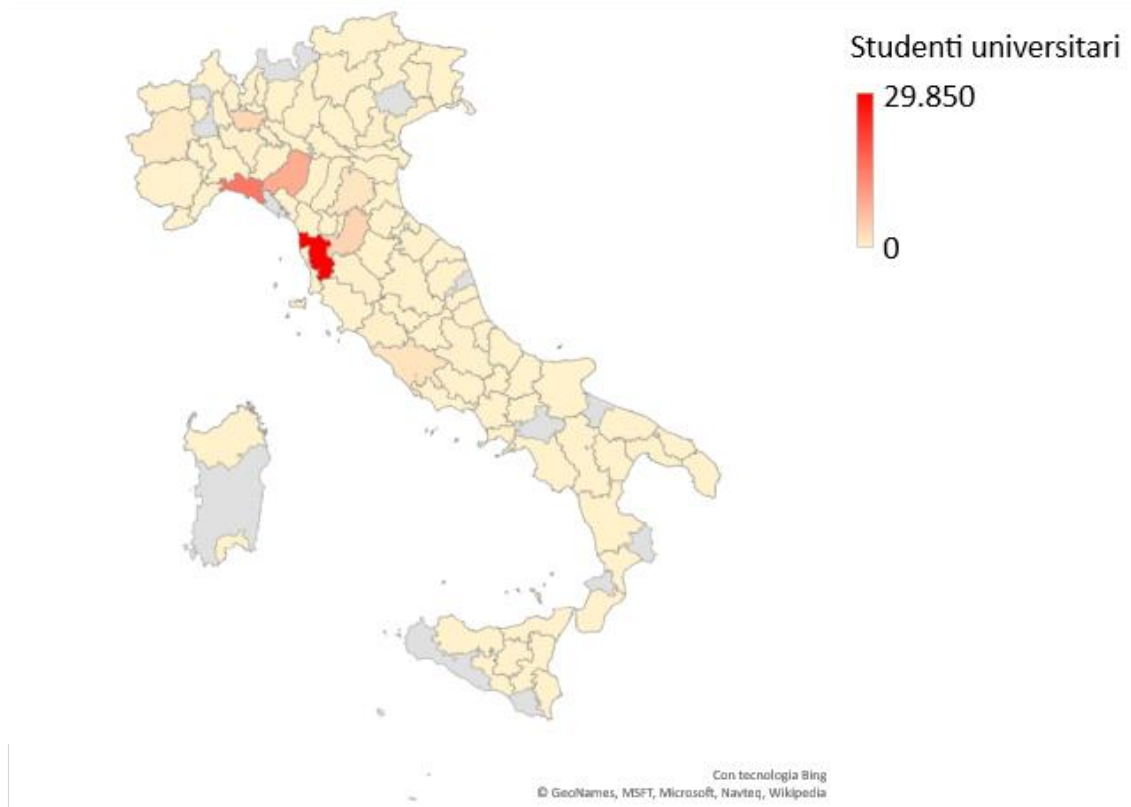 Studenti universitari
29.850
0
Con tecnologia Bing
© GeoNames, MSFT, Microsoft, Navteq, Wikipedia